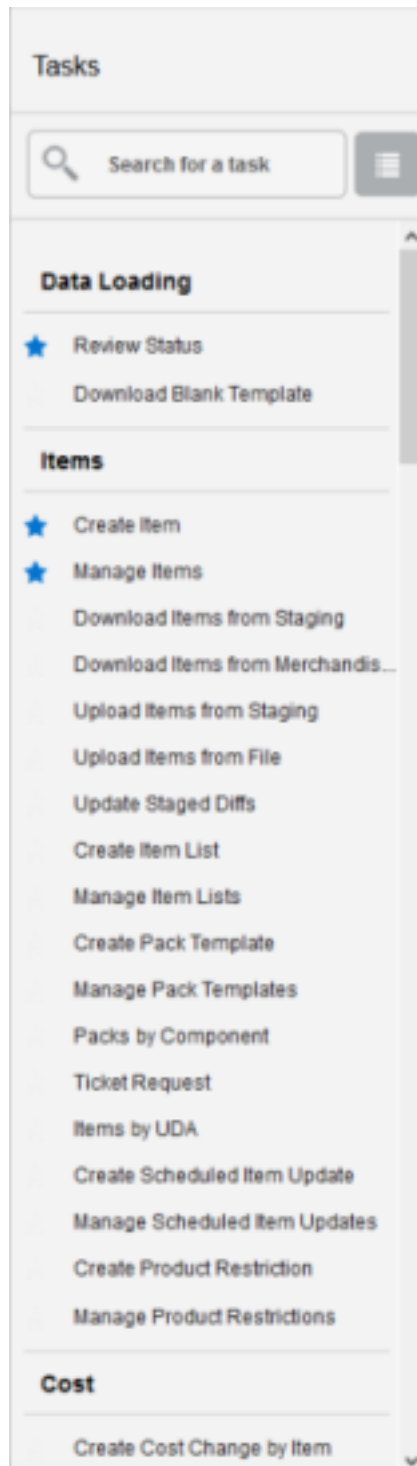 Tasks
Search for a task
Data Loading
Review Status
Download Blank Template
Items
Create Item
Manage Items
Download Items from Staging
Download Items from Merchandis...
Upload Items from Staging
Upload Items from File
Update Staged Diffs
Create Item List
Manage Item Lists
Create Pack Template
Manage Pack Templates
Packs by Component
Ticket Request
Items by UDA
Create Scheduled Item Update
Manage Scheduled Item Updates
Create Product Restriction
Manage Product Restrictions
Cost
Create Cost Change by Item